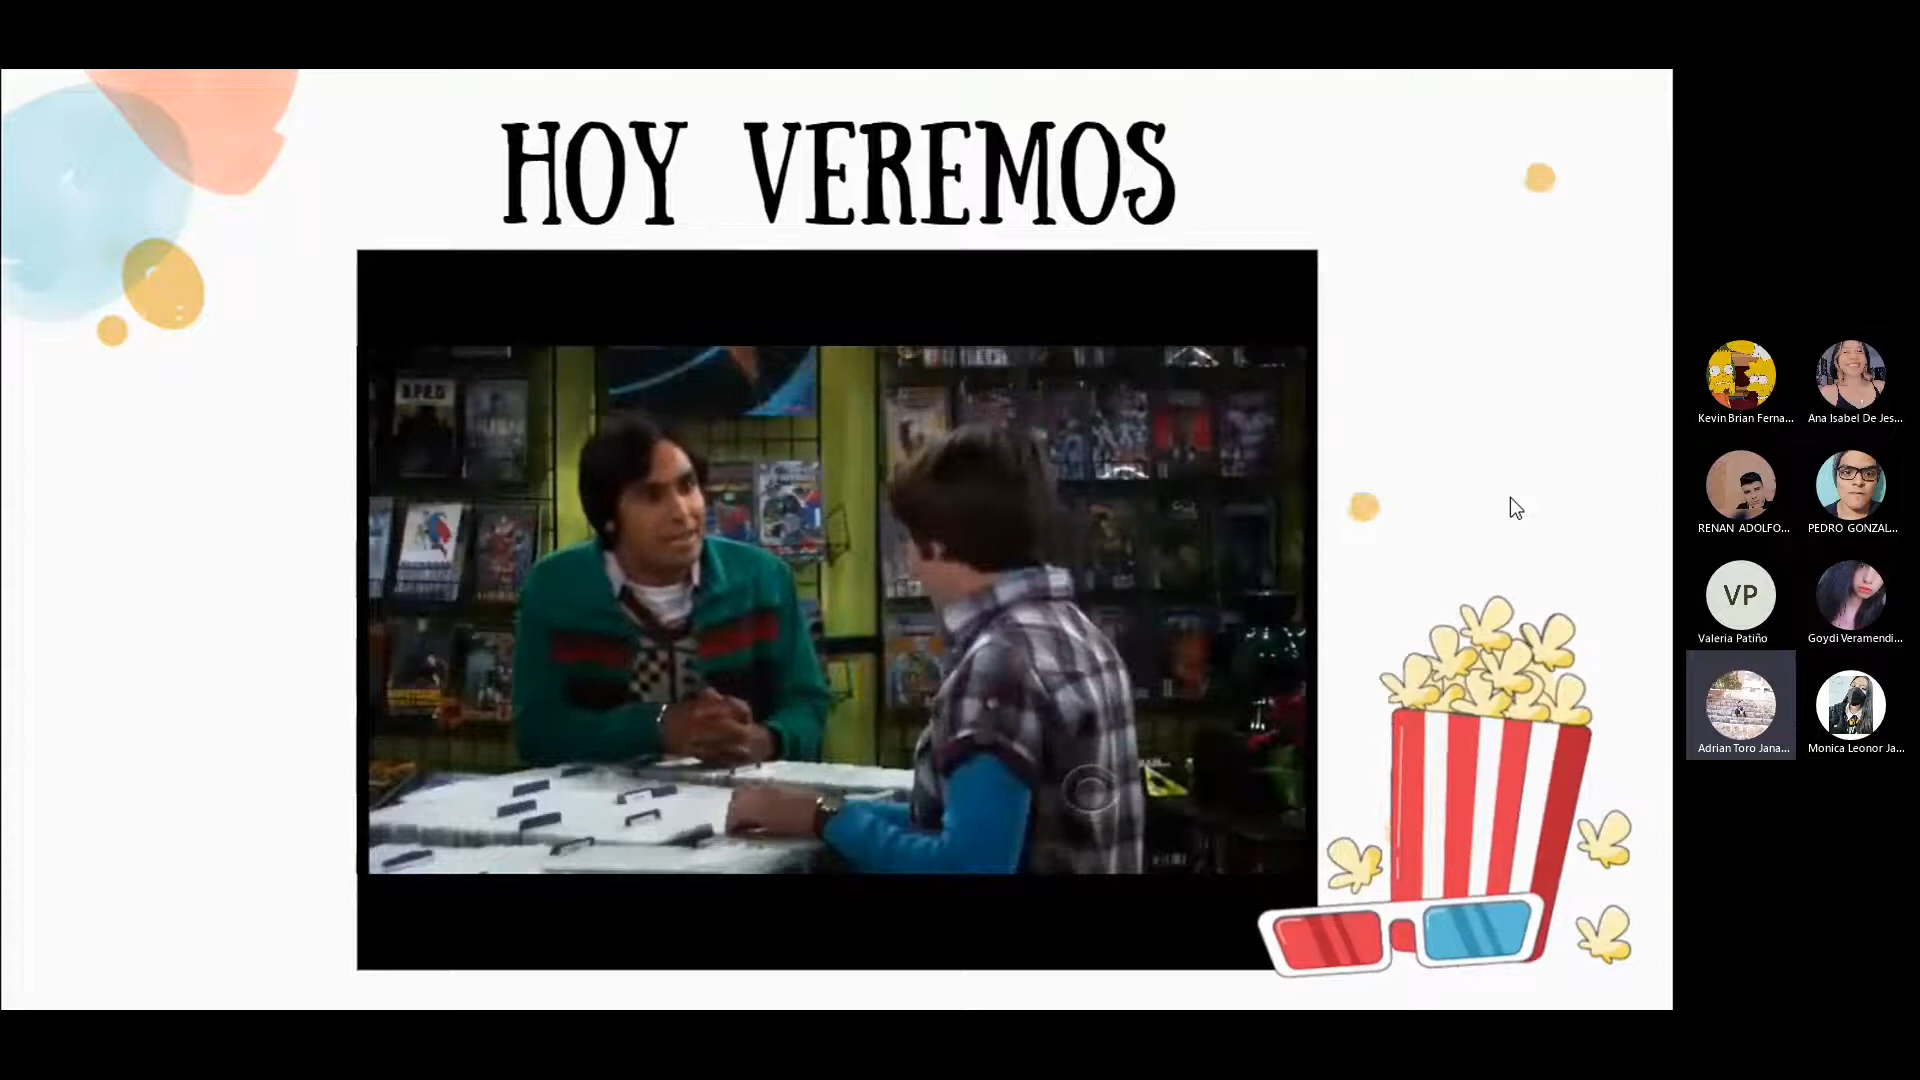 HOY VEREMOS
B.P.R.D
Kevin Brian Ferna...
Ana Isabel De Jes...
RENAN ADOLFO...
PEDRO GONZAL...
VP
Valeria Patiño
Goydi Veramendi...
Adrian Toro Jana...
Monica Leonor Ja...